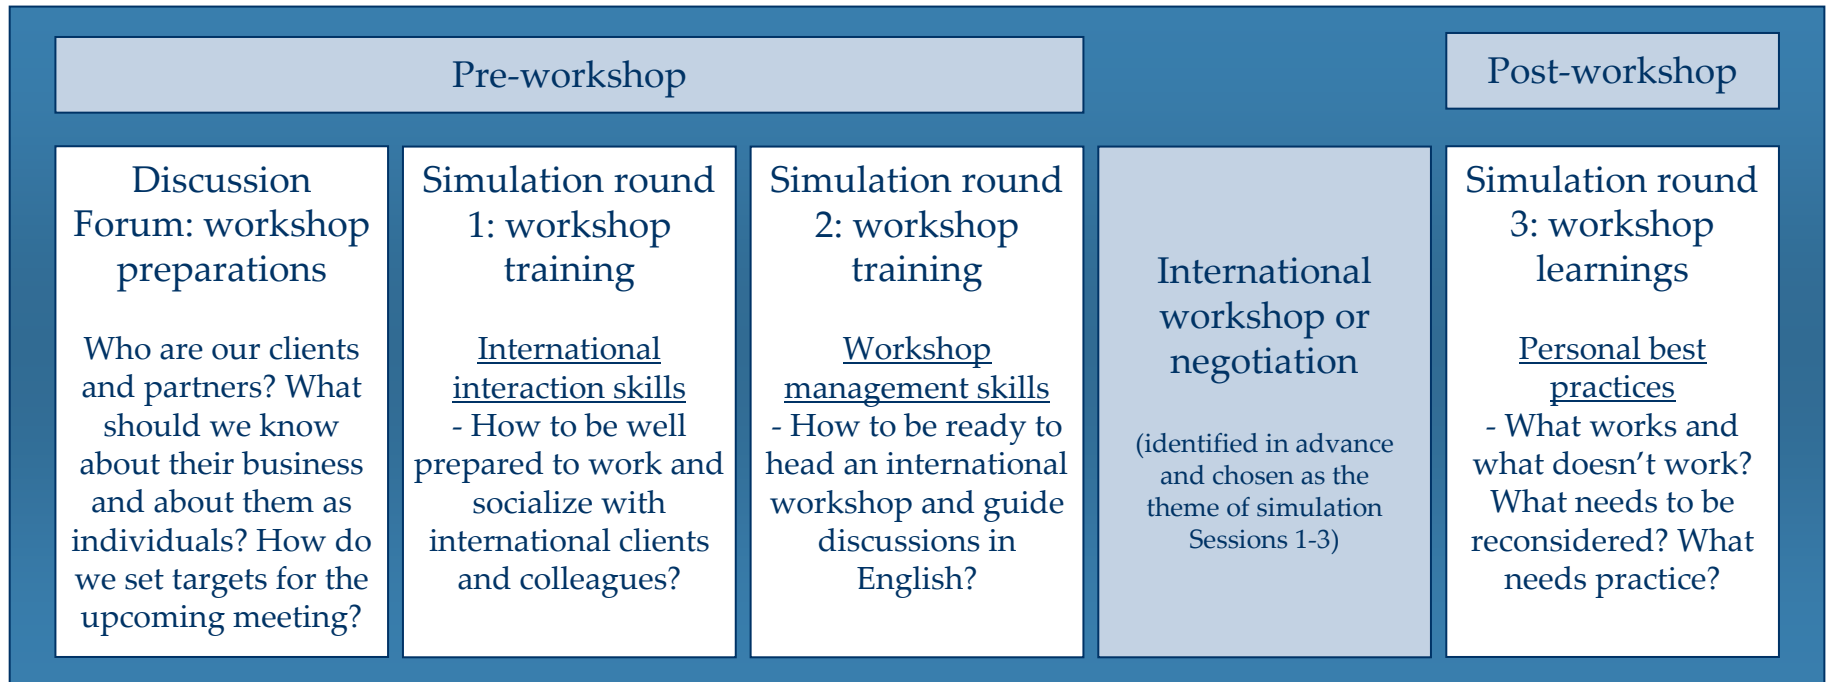 Pre-workshop
Post-workshop
Discussion
Forum: workshop
preparations
Who are our clients
and partners? What
should we know
about their business
and about them as
individuals? How do
we set targets for the
upcoming meeting?
Simulation round
1: workshop
training
International
interaction skills
- How to be well
prepared to work and
socialize with
international clients
and colleagues?
Simulation round
2: workshop
training
Workshop
management skills
- How to be ready to
head an international
workshop and guide
discussions in
English?
International
workshop or
negotiation
(identified in advance
and chosen as the
theme of simulation
Sessions 1-3)
Simulation round
3: workshop
learnings
Personal best
practices
- What works and
what doesn’t work?
What needs to be
reconsidered? What
needs practice?